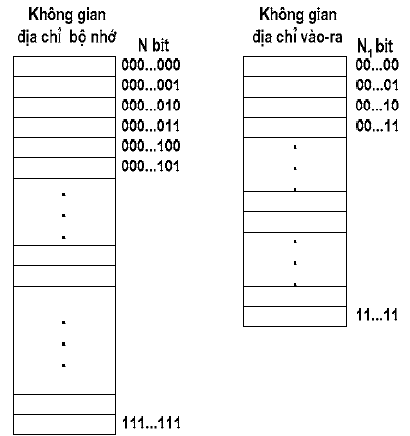 Không gian
địa chỉ bộ nhớ
N bit
000...000
000...001
000...010
000...011
000...100
000...101
111...111
Không gian
địa chỉ vào-ra
N1 bit
00...00
00...01
00...10
00...11
11...11